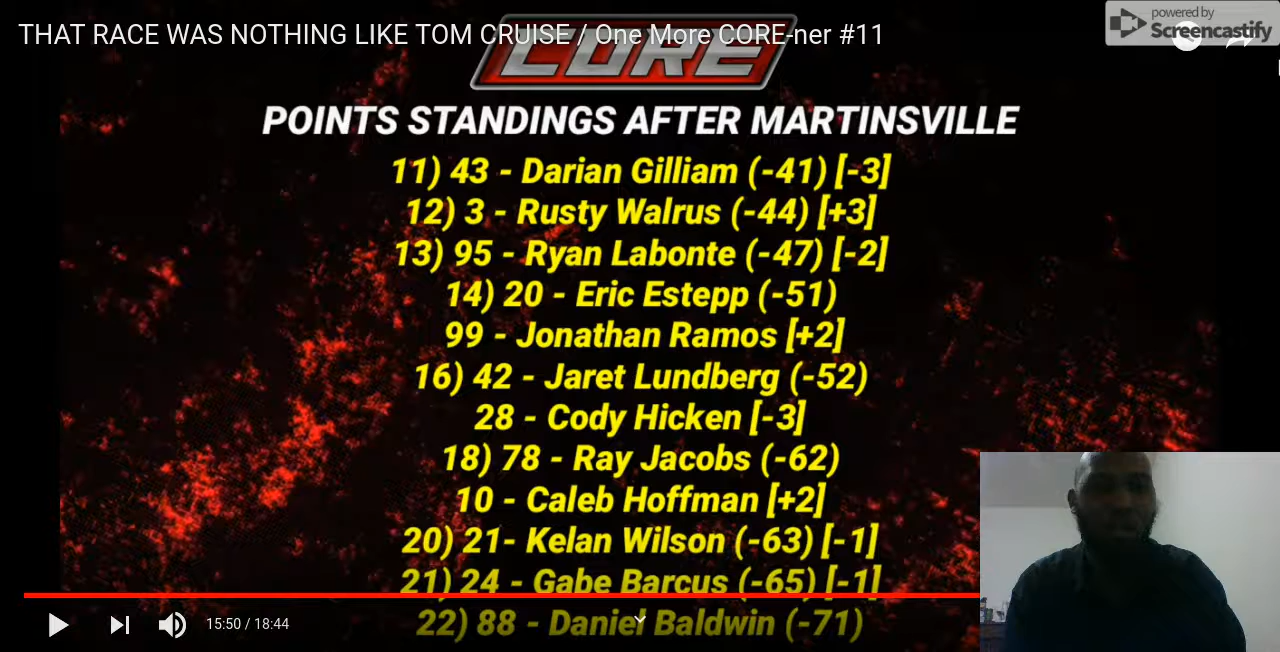 THAT RACE WAS NOTHING LIKE TOM CRUISE / One More CORE-ner #11
powered by
Screencastify
CORE
POINTS STANDINGS AFTER MARTINSVILLE
11) 43 - Darian Gilliam (-41) [-3]
12) 3 - Rusty Walrus (-44) [+3]
13) 95 - Ryan Labonte (-47) [-2]
14) 20 - Eric Estepp (-51)
99 - Jonathan Ramos [+2]
16) 42 - Jaret Lundberg (-52)
28 - Cody Hicken [-3]
18) 78 - Ray Jacobs (-62)
10 - Caleb Hoffman [+2]
20) 21- Kelan Wilson (-63) [-1]
21) 24 - Gabe Barcus (-65) [-1]
22) 88 - Daniel Baldwin (-71)
15:50 / 18:44